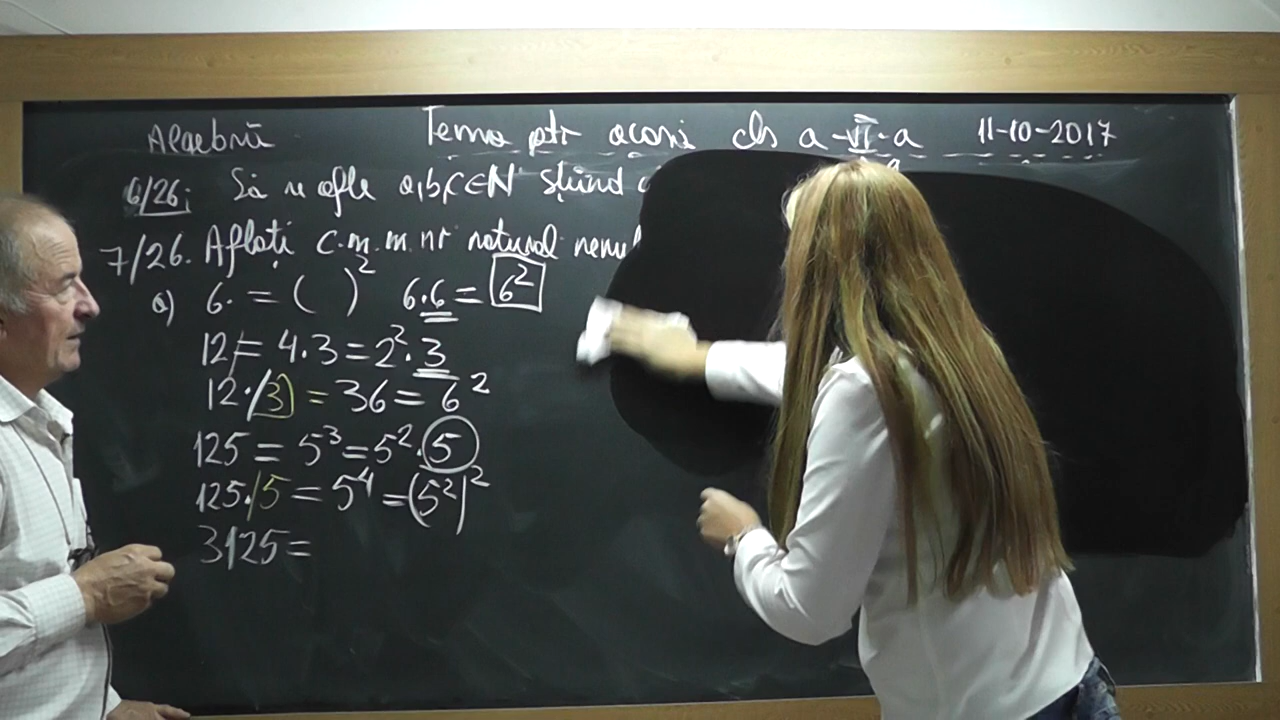 Algebră Tema ptr acasă cls a-VI-a 11-10-2017
6/26; Să se afle a,b,c∈N știind
7/26. Aflați c.m.m nr natural nenul
a) 6. = ( )² 6.6 = 6²
12 = 4.3 = 2².3
12./3) = 36 = 6²
125 = 5³ = 5².5
125./5 = 5⁴ = (5²)²
3125 =